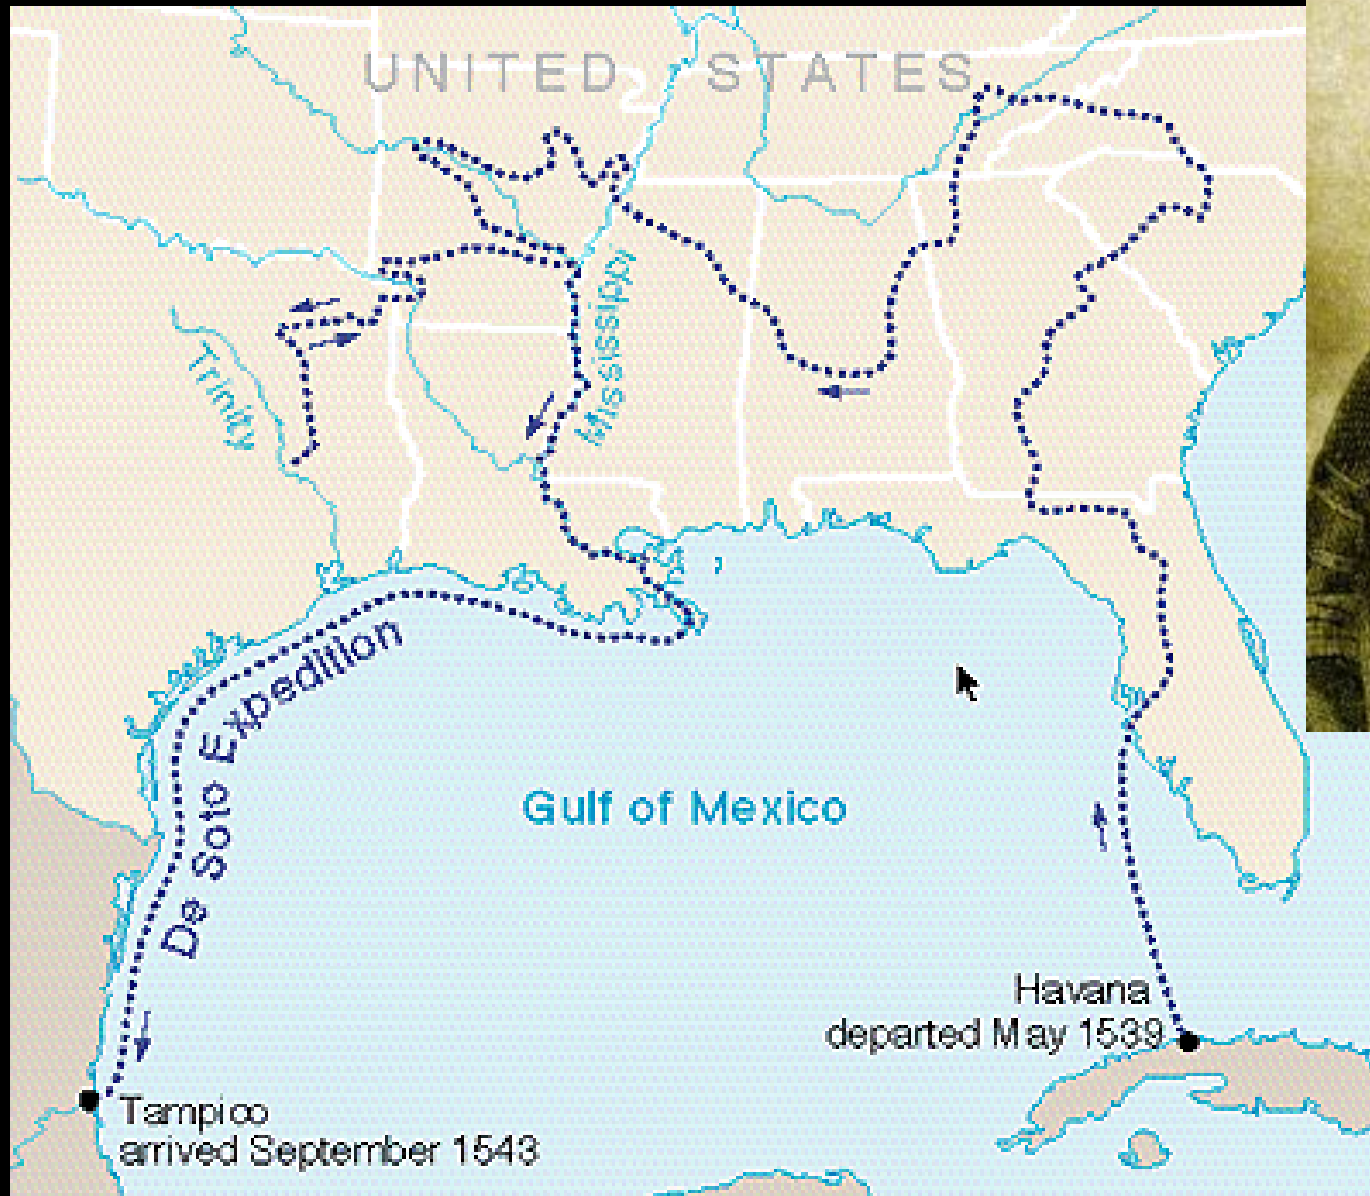 UNITED STATES
Mississippi
Trinity
De Soto Expedition
Gulf of Mexico
Havana
departed May 1539
Tampico
arrived September 1543